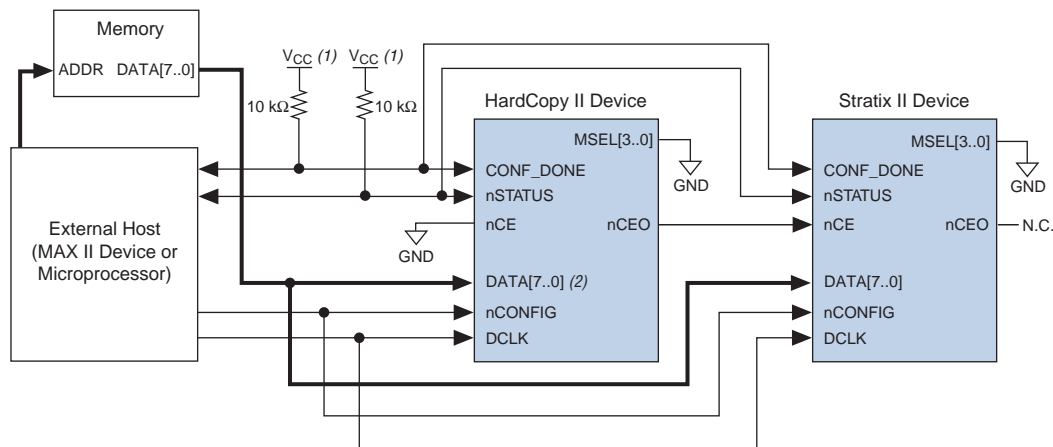 Memory
ADDR DATA[7..0]
VCC (1)
VCC (1)
10 kΩ
10 kΩ
HardCopy II Device
Stratix II Device
External Host
(MAX II Device or
Microprocessor)
MSEL[3..0]
CONF_DONE
nSTATUS
nCE
nCEO
DATA[7..0] (2)
nCONFIG
DCLK
GND
GND
MSEL[3..0]
CONF_DONE
nSTATUS
nCE
nCEO
DATA[7..0]
nCONFIG
DCLK
GND
N.C.